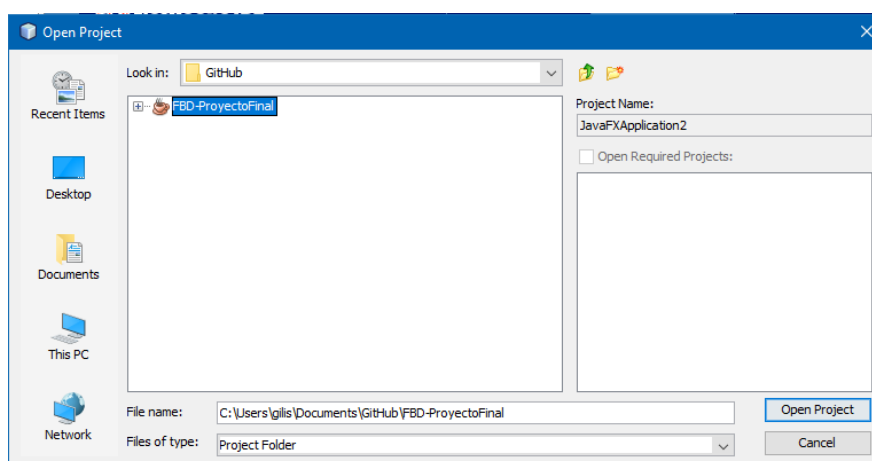 Open Project
Look in: GitHub
Recent Items
Desktop
Documents
This PC
Network
FBD-ProyectoFinal
Project Name:
JavaFXApplication2
Open Required Projects:
File name: C:\Users\gilis\Documents\GitHub\FBD-ProyectoFinal
Open Project
Files of type: Project Folder
Cancel